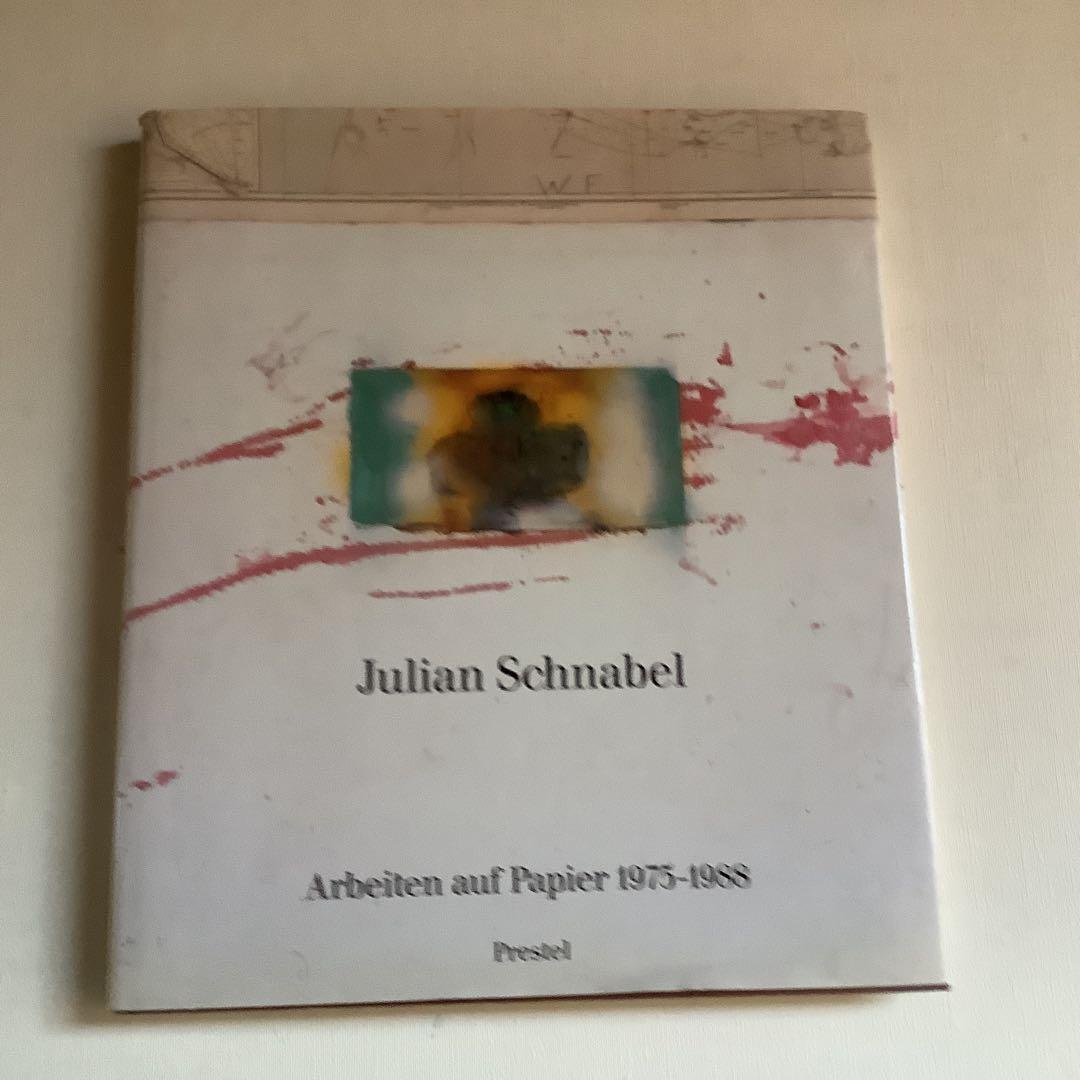 W F
Julian Schnabel
Arbeiten auf Papier 1975-1988
Prestel